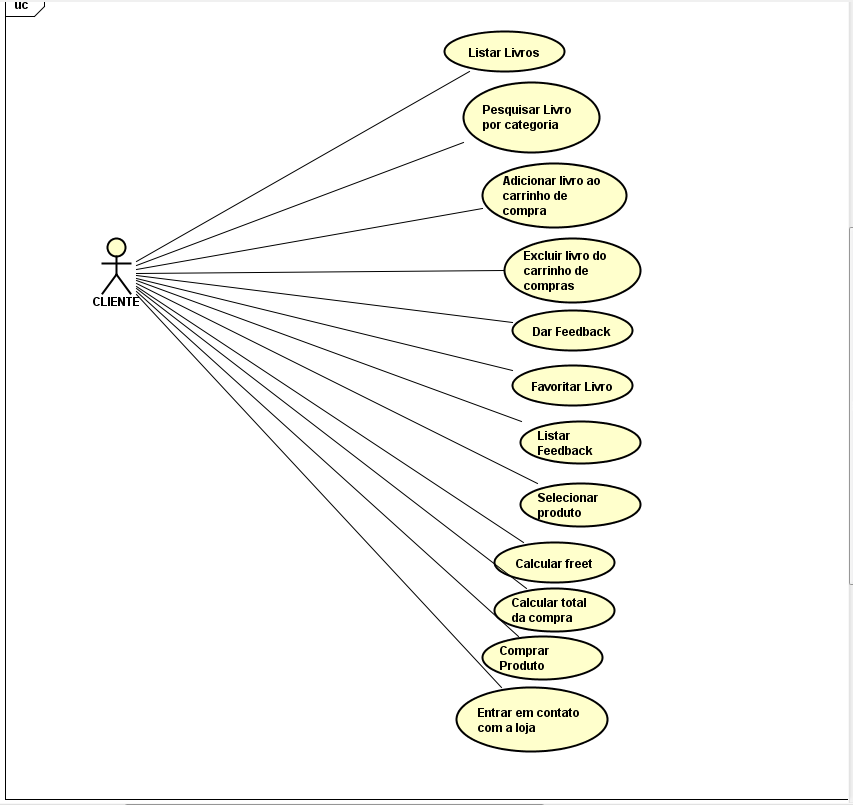 uc
Listar Livros
Pesquisar Livro
por categoria
Adicionar livro ao
carrinho de
compra
Excluir livro do
carrinho de
compras
CLIENTE
Dar Feedback
Favoritar Livro
Listar
Feedback
Selecionar
produto
Calcular freet
Calcular total
da compra
Comprar
Produto
Entrar em contato
com a loja